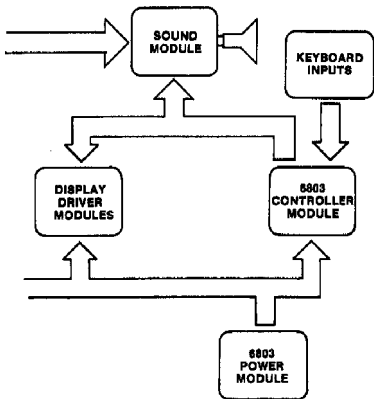 SOUND
MODULE
KEYBOARD
INPUTS
DISPLAY
DRIVER
MODULES
6803
CONTROLLER
MODULE
6803
POWER
MODULE